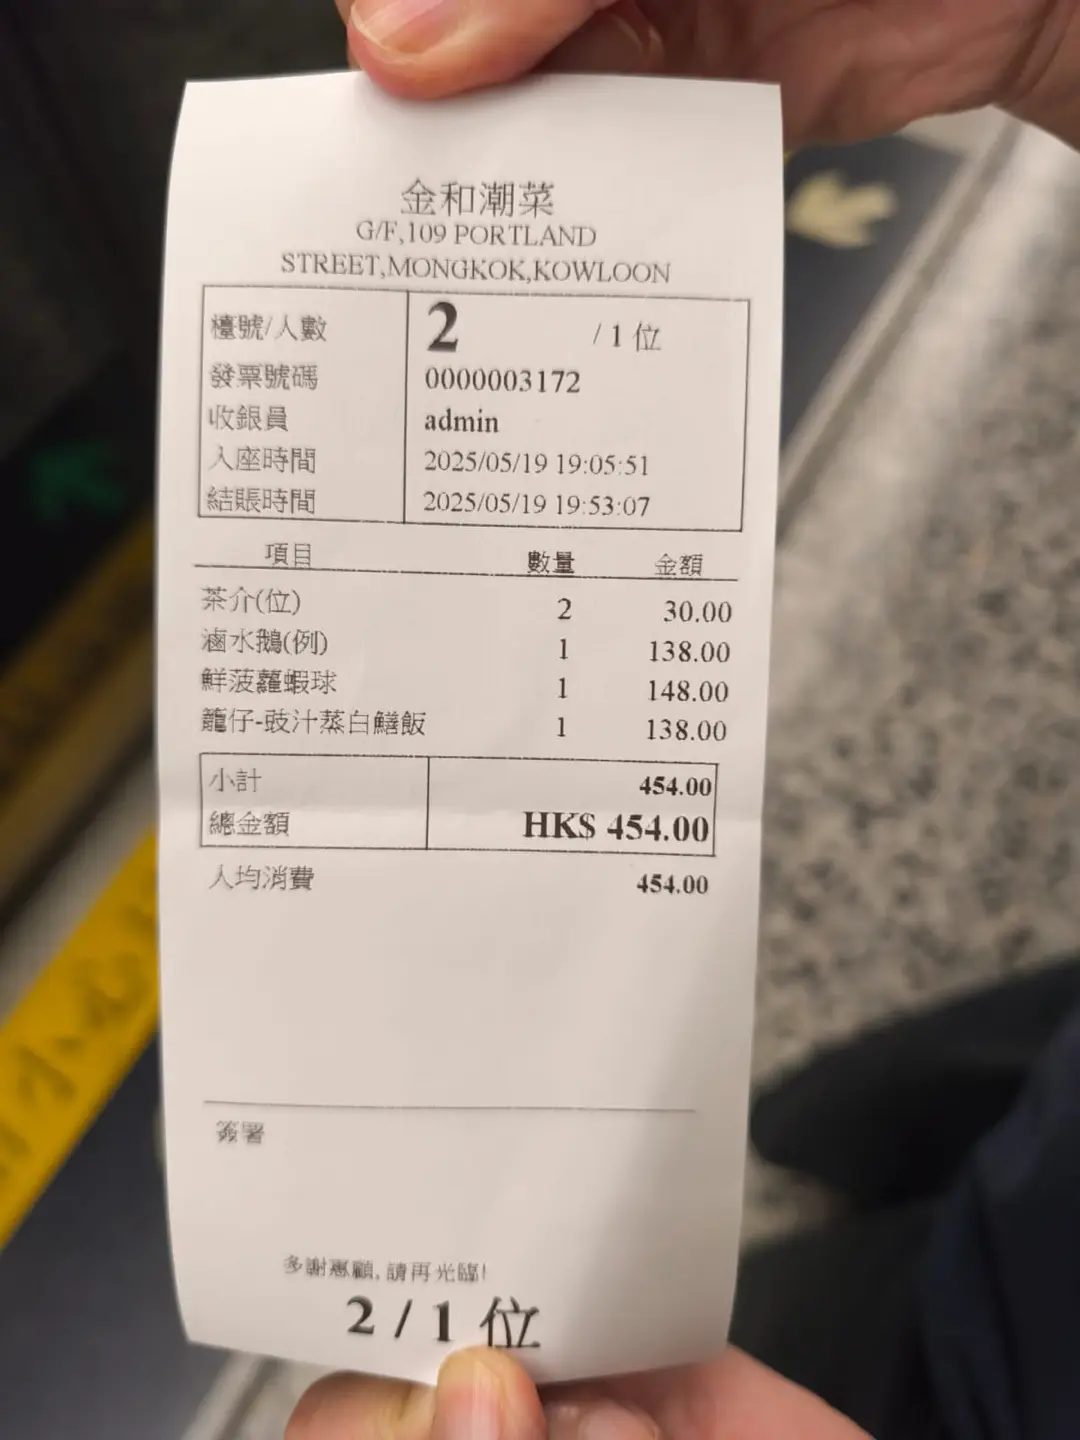 金和潮菜
G/F,109 PORTLAND
STREET,MONGKOK,KOWLOON
檯號/人數 2 / 1 位
發票號碼 0000003172
收銀員 admin
入座時間 2025/05/19 19:05:51
結賬時間 2025/05/19 19:53:07
項目 數量 金額
茶介(位) 2 30.00
滷水鵝(例) 1 138.00
鮮菠蘿蝦球 1 148.00
籠仔-豉汁蒸白鱔飯 1 138.00
小計 454.00
總金額 HK$ 454.00
人均消費 454.00
簽署
多謝惠顧,請再光臨!
2 / 1 位
小心